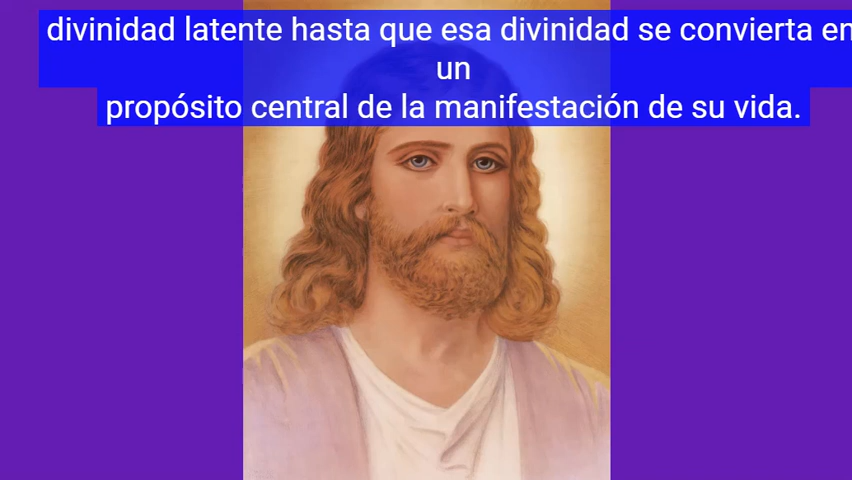 divinidad latente hasta que esa divinidad se convierta en
un
propósito central de la manifestación de su vida.